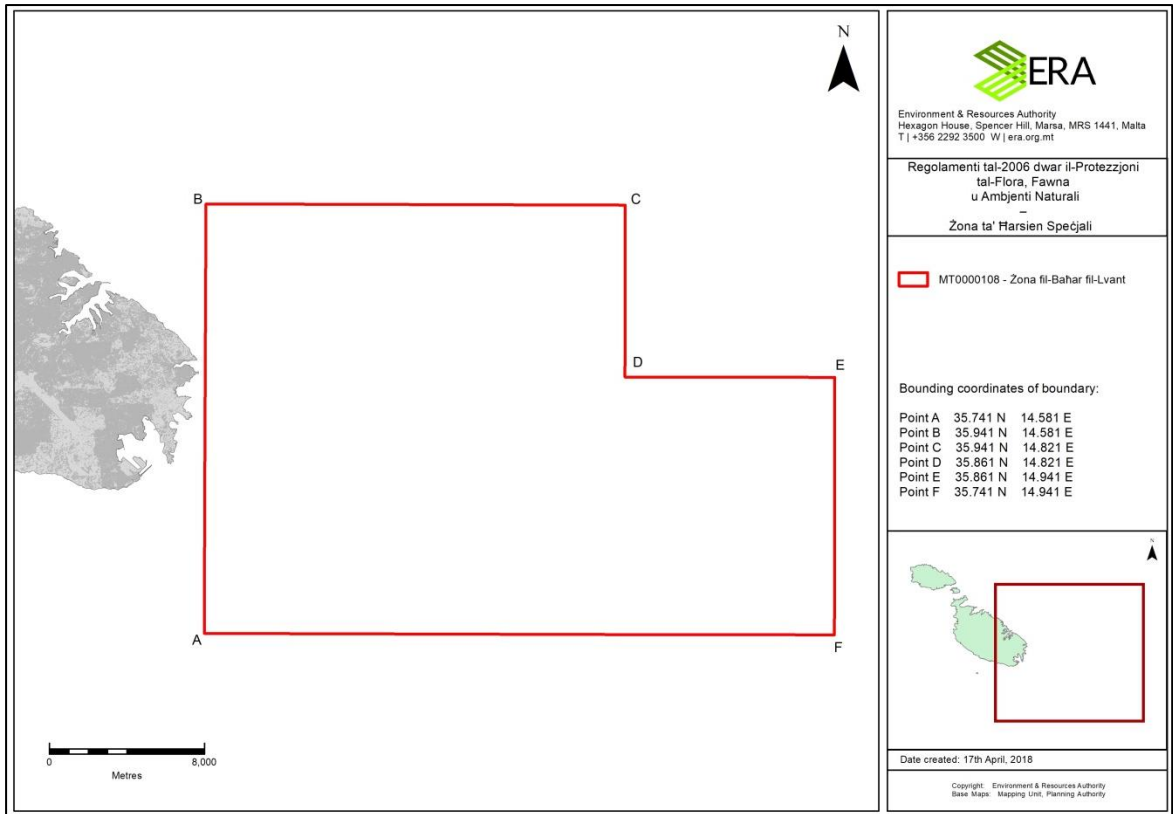 N
B
C
D
E
A
F
0 8,000
Metres
ERA
Environment & Resources Authority
Hexagon House, Spencer Hill, Marsa, MRS 1441, Malta
T | +356 2292 3500 W | era.org.mt
Regolamenti tal-2006 dwar il-Protezzjoni
tal-Flora, Fawna
u Ambjenti Naturali
–
Żona ta' Ħarsien Speċjali
MT0000108 - Żona fil-Baħar fil-Lvant
Bounding coordinates of boundary:
Point A 35.741 N 14.581 E
Point B 35.941 N 14.581 E
Point C 35.941 N 14.821 E
Point D 35.861 N 14.821 E
Point E 35.861 N 14.941 E
Point F 35.741 N 14.941 E
N
Date created: 17th April, 2018
Copyright: Environment & Resources Authority
Base Maps: Mapping Unit, Planning Authority